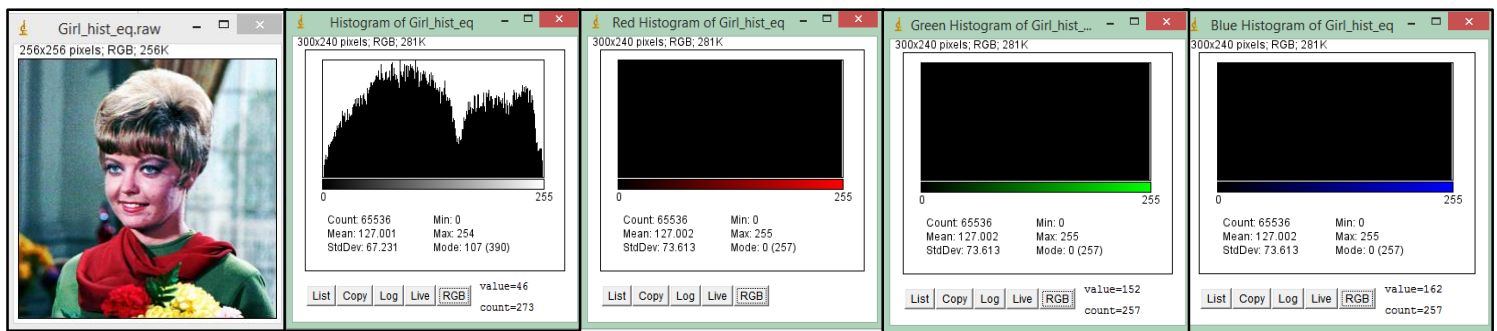 Girl_hist_eq.raw
256x256 pixels; RGB; 256K
Histogram of Girl_hist_eq
300x240 pixels; RGB; 281K
0 255
Count: 65536 Min: 0
Mean: 127.001 Max: 254
StdDev: 67.231 Mode: 107 (390)
List Copy Log Live RGB
value=46
count=273
Red Histogram of Girl_hist_eq
300x240 pixels; RGB; 281K
0 255
Count: 65536 Min: 0
Mean: 127.002 Max: 255
StdDev: 73.613 Mode: 0 (257)
List Copy Log Live RGB
Green Histogram of Girl_hist_...
300x240 pixels; RGB; 281K
0 255
Count: 65536 Min: 0
Mean: 127.002 Max: 255
StdDev: 73.613 Mode: 0 (257)
List Copy Log Live RGB
value=152
count=257
Blue Histogram of Girl_hist_eq
300x240 pixels; RGB; 281K
0 255
Count: 65536 Min: 0
Mean: 127.002 Max: 255
StdDev: 73.613 Mode: 0 (257)
List Copy Log Live RGB
value=162
count=257